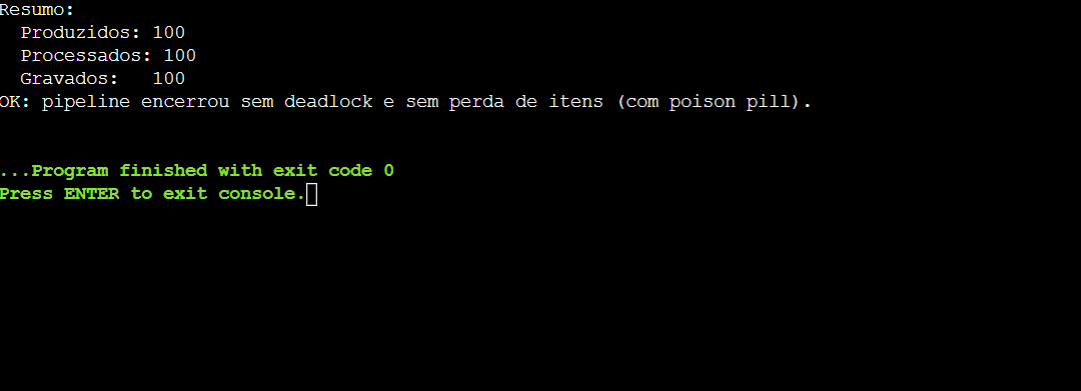 Resumo:
  Produzidos: 100
  Processados: 100
  Gravados:   100
OK: pipeline encerrou sem deadlock e sem perda de itens (com poison pill).
...Program finished with exit code 0
Press ENTER to exit console.